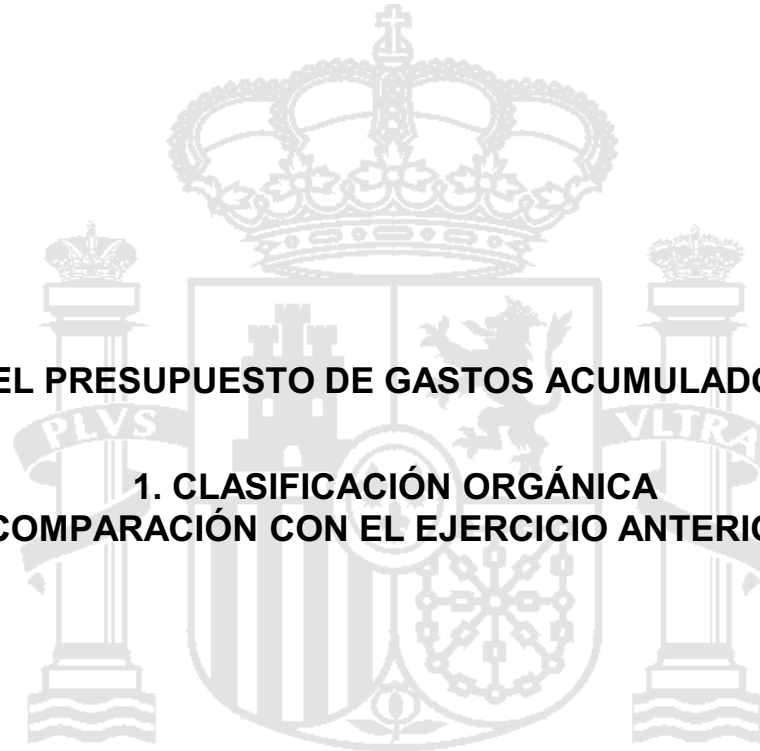 EL PRESUPUESTO DE GASTOS ACUMULADO
PLVS
VLTRA
1. CLASIFICACIÓN ORGÁNICA
COMPARACIÓN CON EL EJERCICIO ANTERIO